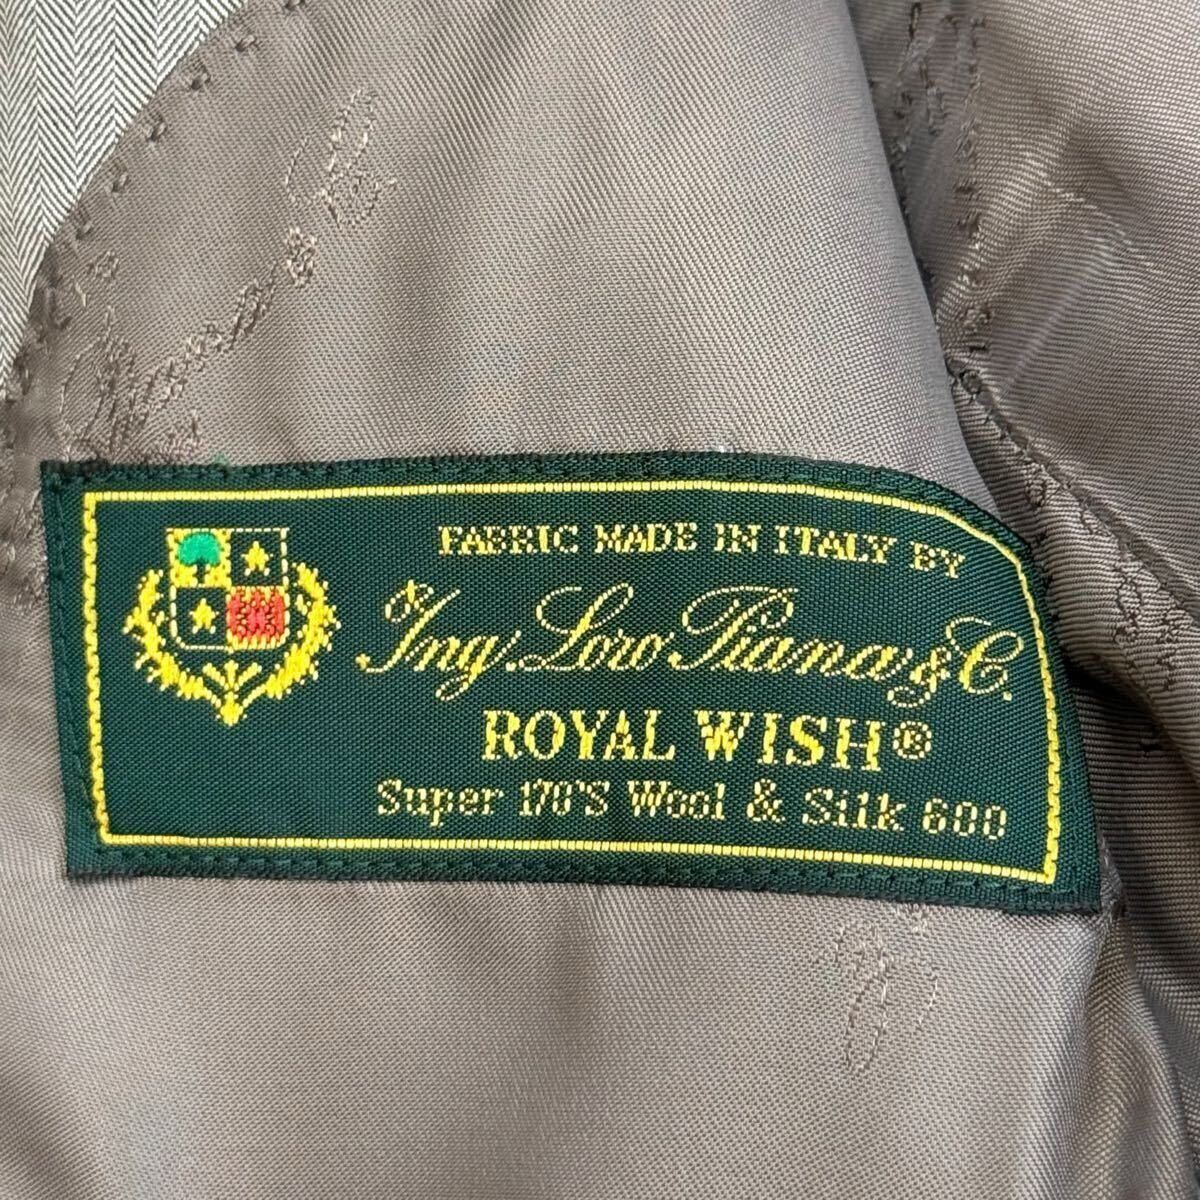 FABRIC MADE IN ITALY BY
Ing. Loro Piana & C.
ROYAL WISH®
Super 170'S Wool & Silk 600